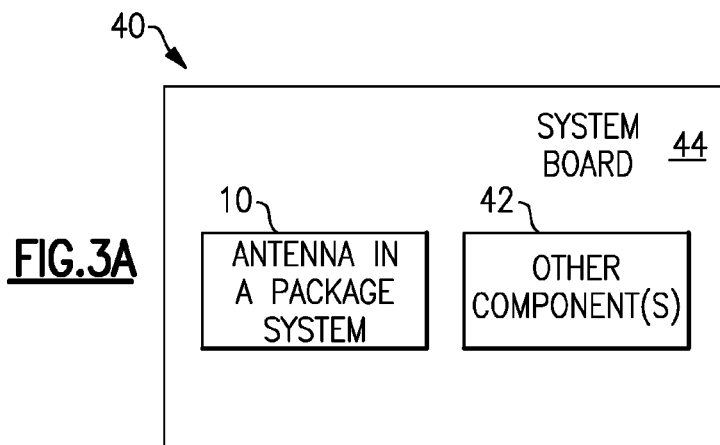 40
SYSTEM
BOARD 44
10
42
FIG.3A
ANTENNA IN
A PACKAGE
SYSTEM
OTHER
COMPONENT(S)